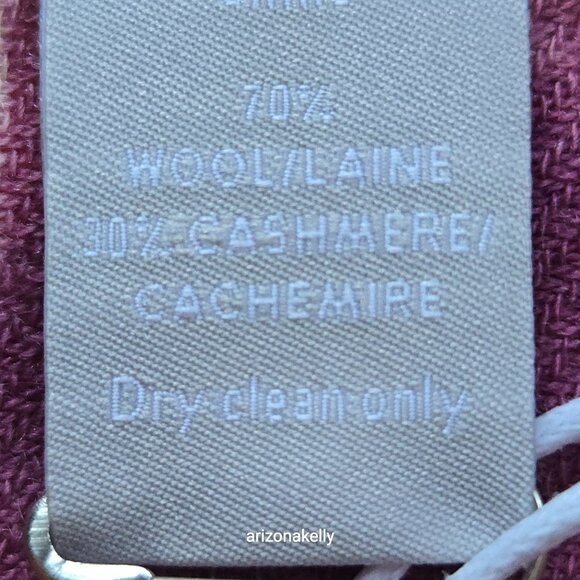 70%
WOOL/LAINE
30% CASHMERE/
CACHEMIRE
Dry clean only
arizonakelly